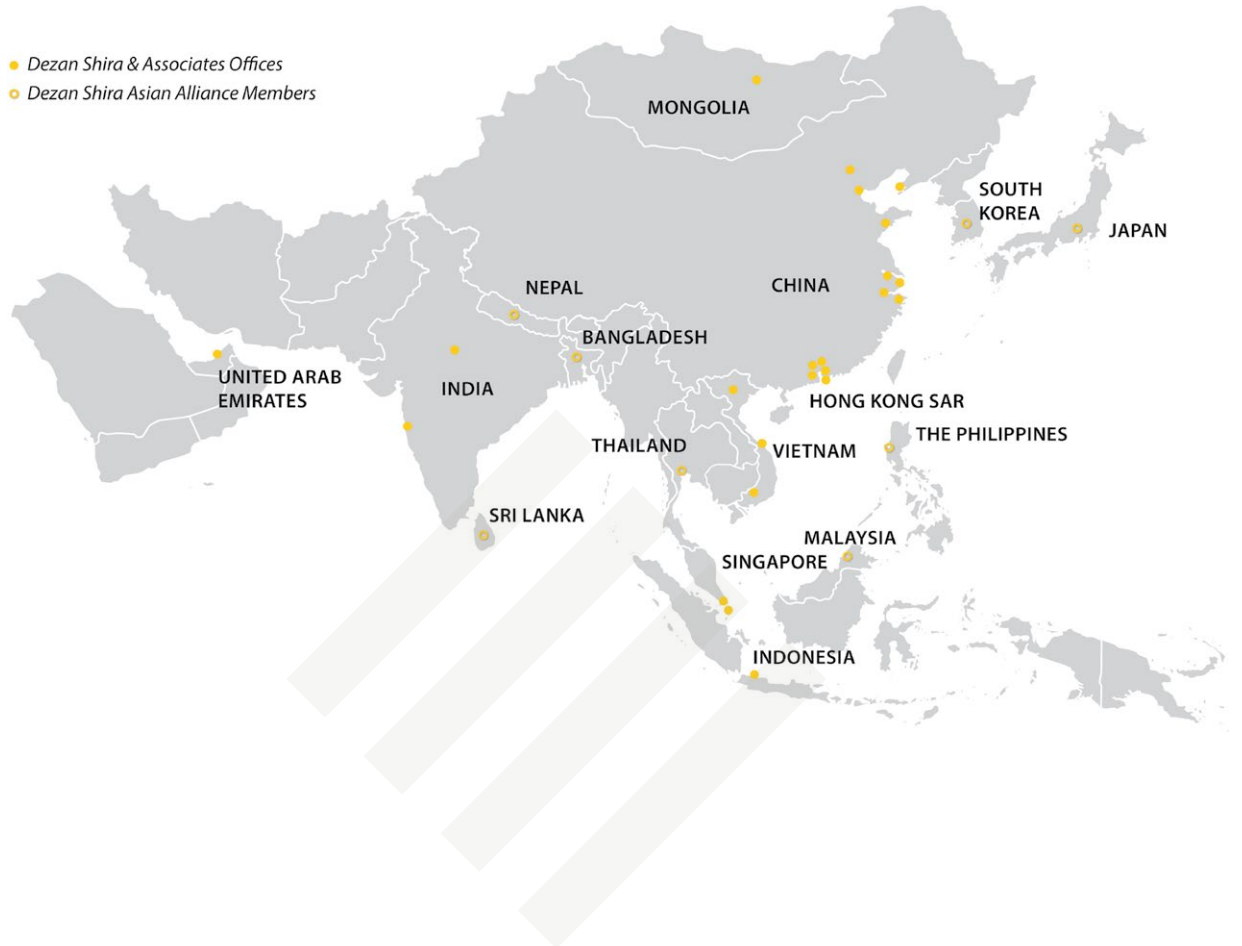 Dezan Shira & Associates Offices
Dezan Shira Asian Alliance Members
MONGOLIA
SOUTH
KOREA
JAPAN
CHINA
NEPAL
BANGLADESH
UNITED ARAB
EMIRATES
INDIA
HONG KONG SAR
THE PHILIPPINES
THAILAND
VIETNAM
SRI LANKA
MALAYSIA
SINGAPORE
INDONESIA